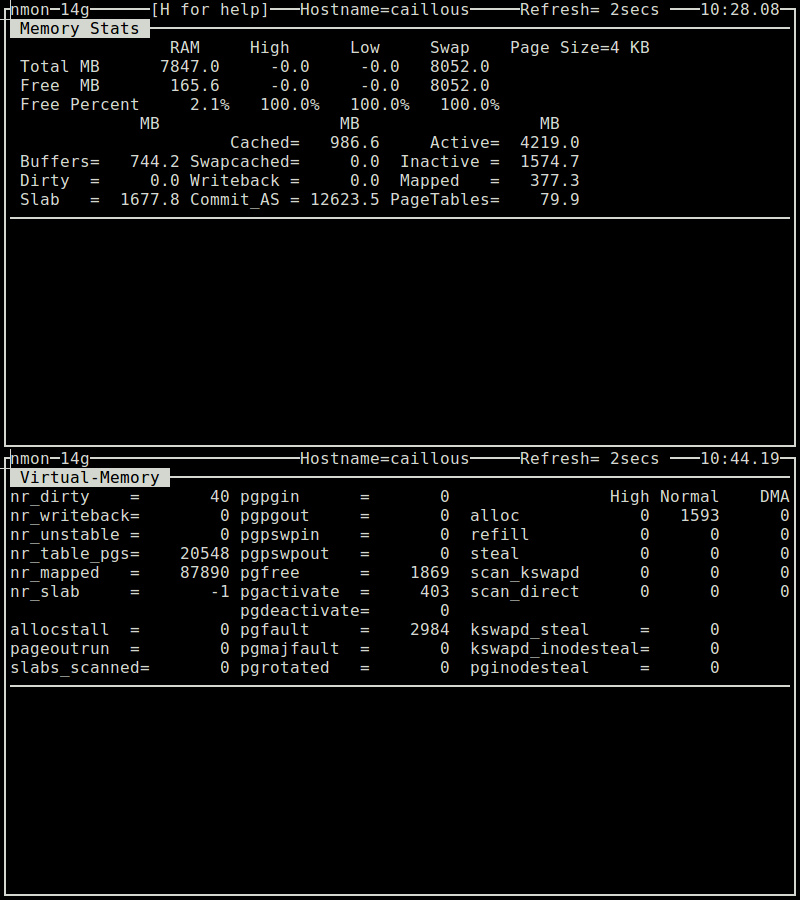 nmon-14g [H for help] Hostname=caillous Refresh= 2secs 10:28.08
Memory Stats
RAM High Low Swap Page Size=4 KB
Total MB 7847.0 -0.0 -0.0 8052.0
Free MB 165.6 -0.0 -0.0 8052.0
Free Percent 2.1% 100.0% 100.0% 100.0%
MB MB MB
Cached= 986.6 Active= 4219.0
Buffers= 744.2 Swapcached= 0.0 Inactive = 1574.7
Dirty = 0.0 Writeback = 0.0 Mapped = 377.3
Slab = 1677.8 Commit_AS = 12623.5 PageTables= 79.9
nmon-14g Hostname=caillous Refresh= 2secs 10:44.19
Virtual-Memory
nr_dirty = 40 pgpgin = 0 High Normal DMA
nr_writeback= 0 pgpgout = 0 alloc 0 1593 0
nr_unstable = 0 pgpswpin = 0 refill 0 0 0
nr_table_pgs= 20548 pgpswpout = 0 steal 0 0 0
nr_mapped = 87890 pgfree = 1869 scan_kswapd 0 0 0
nr_slab = -1 pgactivate = 403 scan_direct 0 0 0
pgdeactivate= 0
allocstall = 0 pgfault = 2984 kswapd_steal = 0
pageoutrun = 0 pgmajfault = 0 kswapd_inodesteal= 0
slabs_scanned= 0 pgrotated = 0 pginodesteal = 0